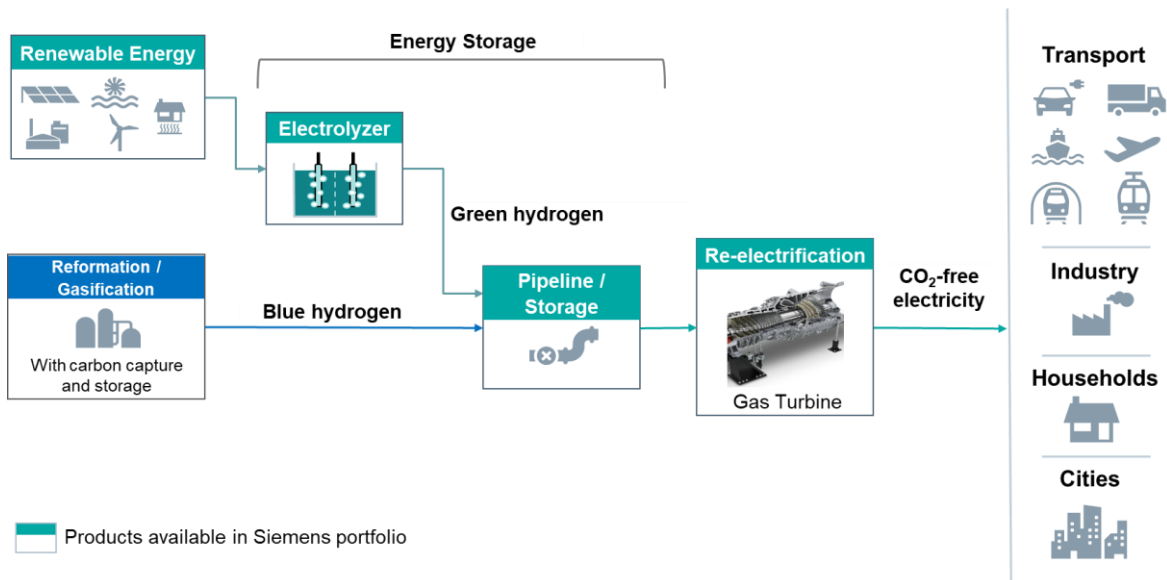 Renewable Energy
Energy Storage
Electrolyzer
Green hydrogen
Reformation /
Gasification
With carbon capture
and storage
Blue hydrogen
Pipeline /
Storage
Re-electrification
Gas Turbine
CO₂-free
electricity
Transport
Industry
Households
Cities
Products available in Siemens portfolio